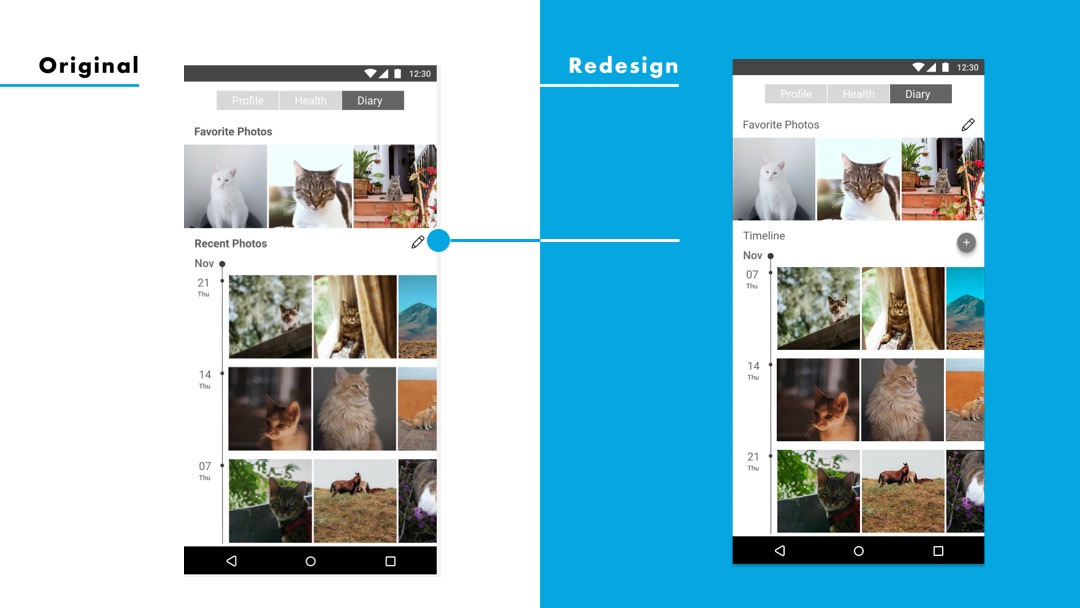 Original
12:30
Profile Health Diary
Favorite Photos
Recent Photos
Nov
21
Thu
14
Thu
07
Thu
Redesign
12:30
Profile Health Diary
Favorite Photos
Timeline
Nov
07
Thu
14
Thu
21
Thu